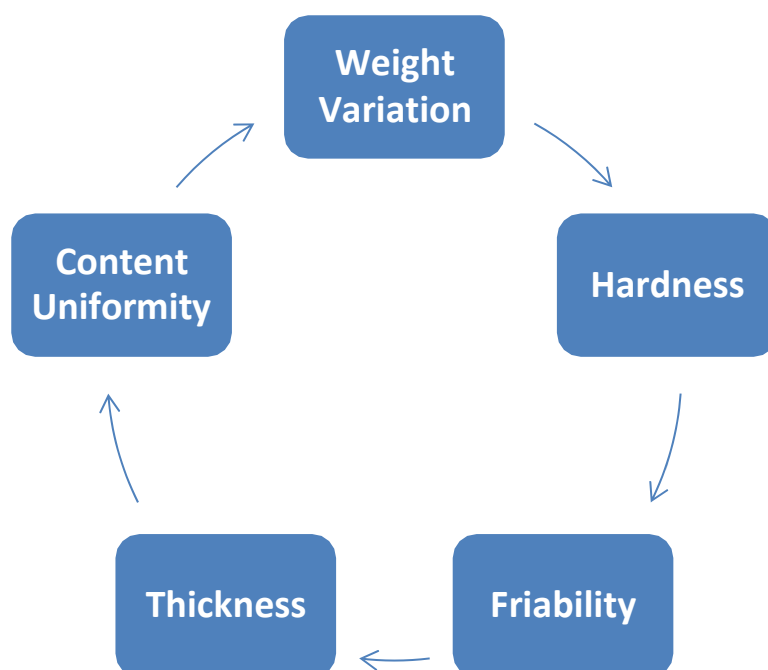 Weight
Variation
Hardness
Friability
Thickness
Content
Uniformity